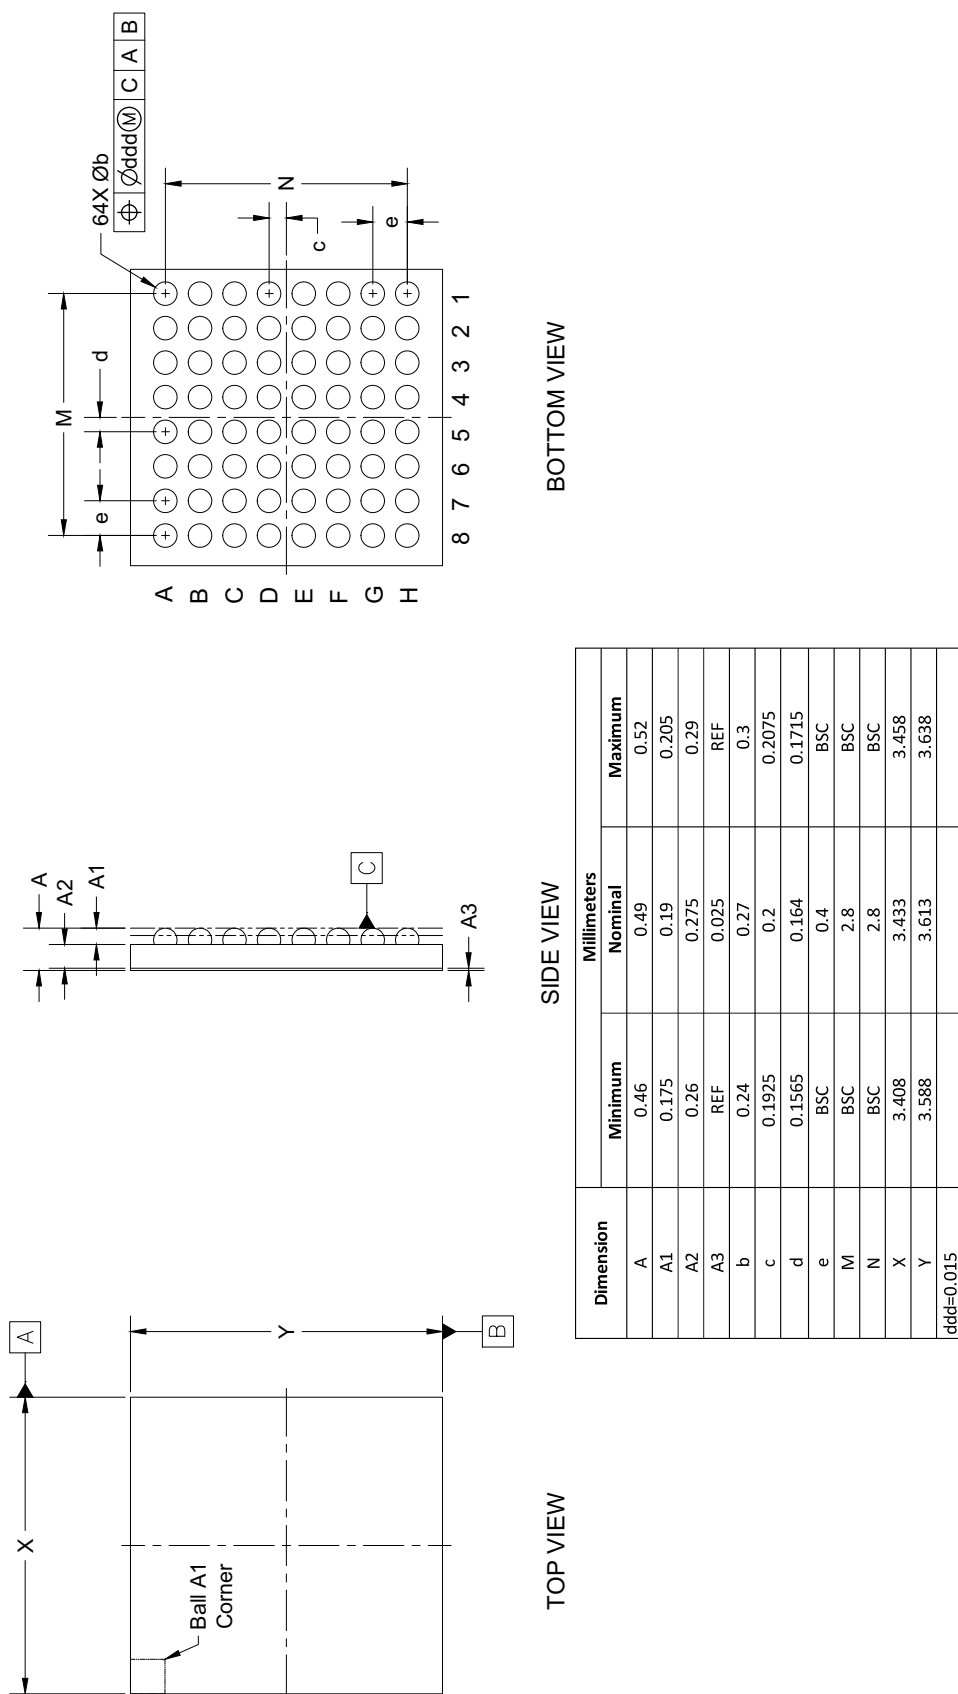 X
A
Y
B
Ball A1
Corner
TOP VIEW
A
A2
A1
C
A3
SIDE VIEW
64X Øb
⌖ Ødddⓜ C A B
M
d
e
N
c
e
A
B
C
D
E
F
G
H
8 7 6 5 4 3 2 1
BOTTOM VIEW
Dimension Millimeters
Minimum Nominal Maximum
A 0.46 0.49 0.52
A1 0.175 0.19 0.205
A2 0.26 0.275 0.29
A3 REF 0.025 REF
b 0.24 0.27 0.3
c 0.1925 0.2 0.2075
d 0.1565 0.164 0.1715
e BSC 0.4 BSC
M BSC 2.8 BSC
N BSC 2.8 BSC
X 3.408 3.433 3.458
Y 3.588 3.613 3.638
ddd=0.015